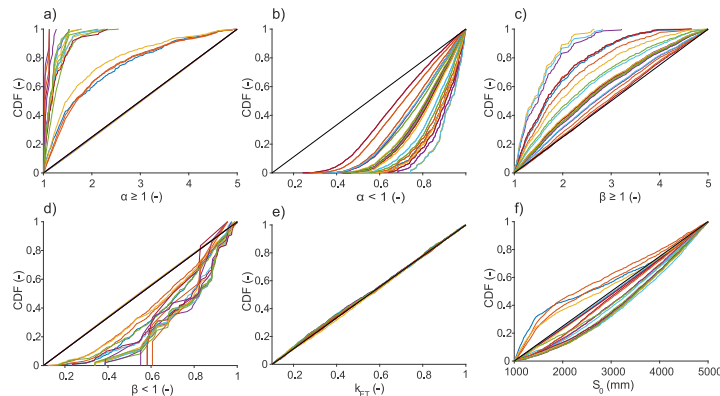 a) b) c)
CDF (-) CDF (-) CDF (-)
1 1 1
0.8 0.8 0.8
0.6 0.6 0.6
0.4 0.4 0.4
0.2 0.2 0.2
0 0 0
1 2 3 4 5 0.2 0.4 0.6 0.8 1 1 2 3 4 5
α ≥ 1 (-) α < 1 (-) β ≥ 1 (-)
d) e) f)
CDF (-) CDF (-) CDF (-)
1 1 1
0.8 0.8 0.8
0.6 0.6 0.6
0.4 0.4 0.4
0.2 0.2 0.2
0 0 0
0.2 0.4 0.6 0.8 1 0.2 0.4 0.6 0.8 1 1000 2000 3000 4000 5000
β < 1 (-) k_ET (-) S_0 (mm)